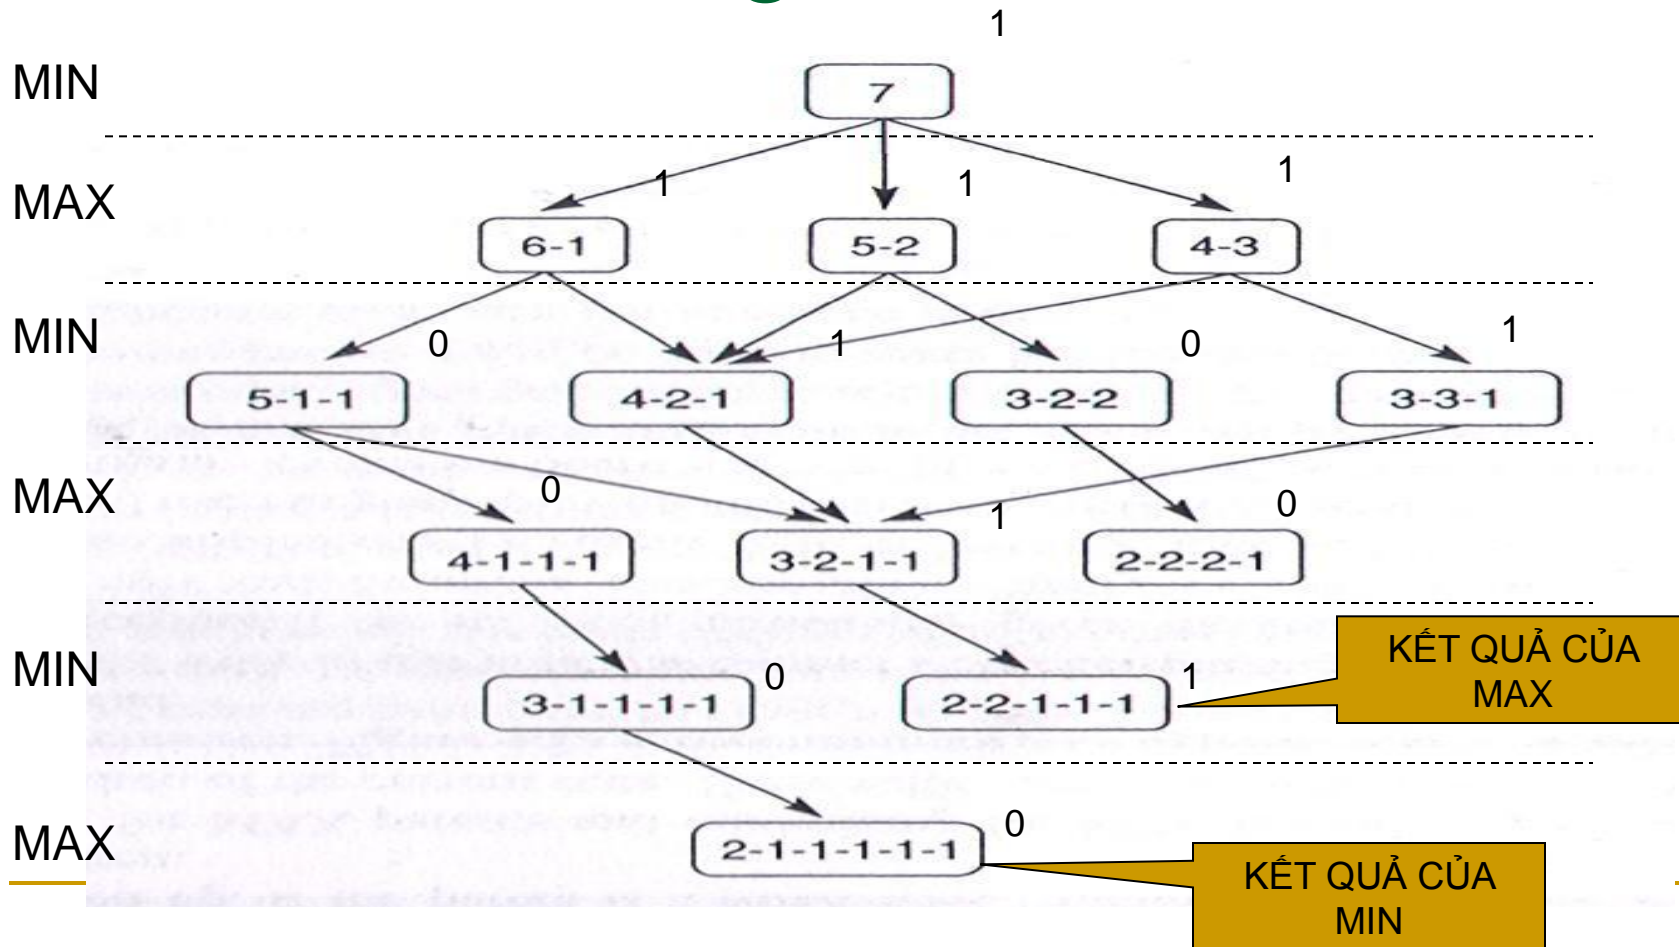 1
MIN
7
1 1 1
MAX
6-1 5-2 4-3
MIN 0 1 0 1
5-1-1 4-2-1 3-2-2 3-3-1
MAX 0 1 0
4-1-1-1 3-2-1-1 2-2-2-1
MIN 0 1
3-1-1-1-1 2-2-1-1-1
KẾT QUẢ CỦA
MAX
0
MAX
2-1-1-1-1-1
KẾT QUẢ CỦA
MIN